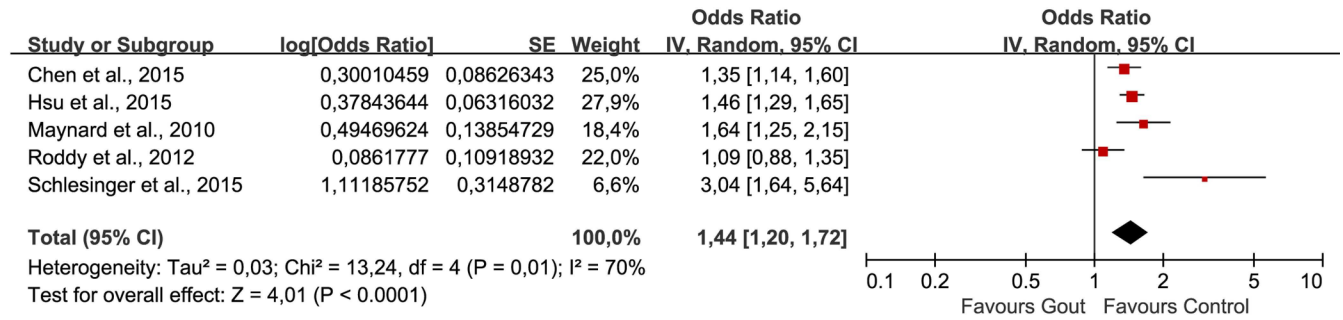 Odds Ratio Odds Ratio
Study or Subgroup log[Odds Ratio] SE Weight IV, Random, 95% CI IV, Random, 95% CI
Chen et al., 2015 0,30010459 0,08626343 25,0% 1,35 [1,14, 1,60]
Hsu et al., 2015 0,37843644 0,06316032 27,9% 1,46 [1,29, 1,65]
Maynard et al., 2010 0,49469624 0,13854729 18,4% 1,64 [1,25, 2,15]
Roddy et al., 2012 0,0861777 0,10918932 22,0% 1,09 [0,88, 1,35]
Schlesinger et al., 2015 1,11185752 0,3148782 6,6% 3,04 [1,64, 5,64]
Total (95% CI) 100,0% 1,44 [1,20, 1,72]
Heterogeneity: Tau² = 0,03; Chi² = 13,24, df = 4 (P = 0,01); I² = 70%
Test for overall effect: Z = 4,01 (P < 0.0001)
0.1 0.2 0.5 1 2 5 10
Favours Gout Favours Control